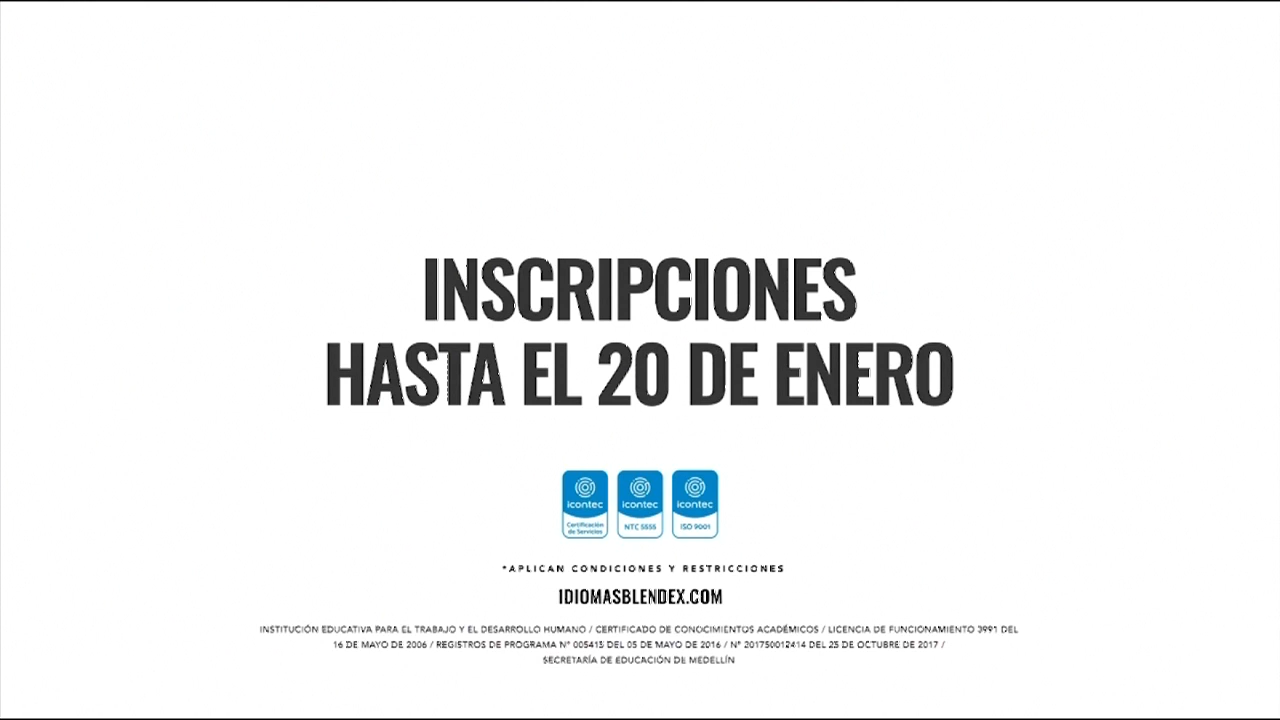 INSCRIPCIONES
HASTA EL 20 DE ENERO
icontec icontec icontec
Certificación
de Servicios
NTC 5555
ISO 9001
*APLICAN CONDICIONES Y RESTRICCIONES
IDIOMASBLENDEX.COM
INSTITUCIÓN EDUCATIVA PARA EL TRABAJO Y EL DESARROLLO HUMANO / CERTIFICADO DE CONOCIMIENTOS ACADÉMICOS / LICENCIA DE FUNCIONAMIENTO 3991 DEL
16 DE MAYO DE 2006 / REGISTROS DE PROGRAMA N° 005415 DEL 05 DE MAYO DE 2016 / N° 201750012414 DEL 25 DE OCTUBRE DE 2017 /
SECRETARÍA DE EDUCACIÓN DE MEDELLÍN